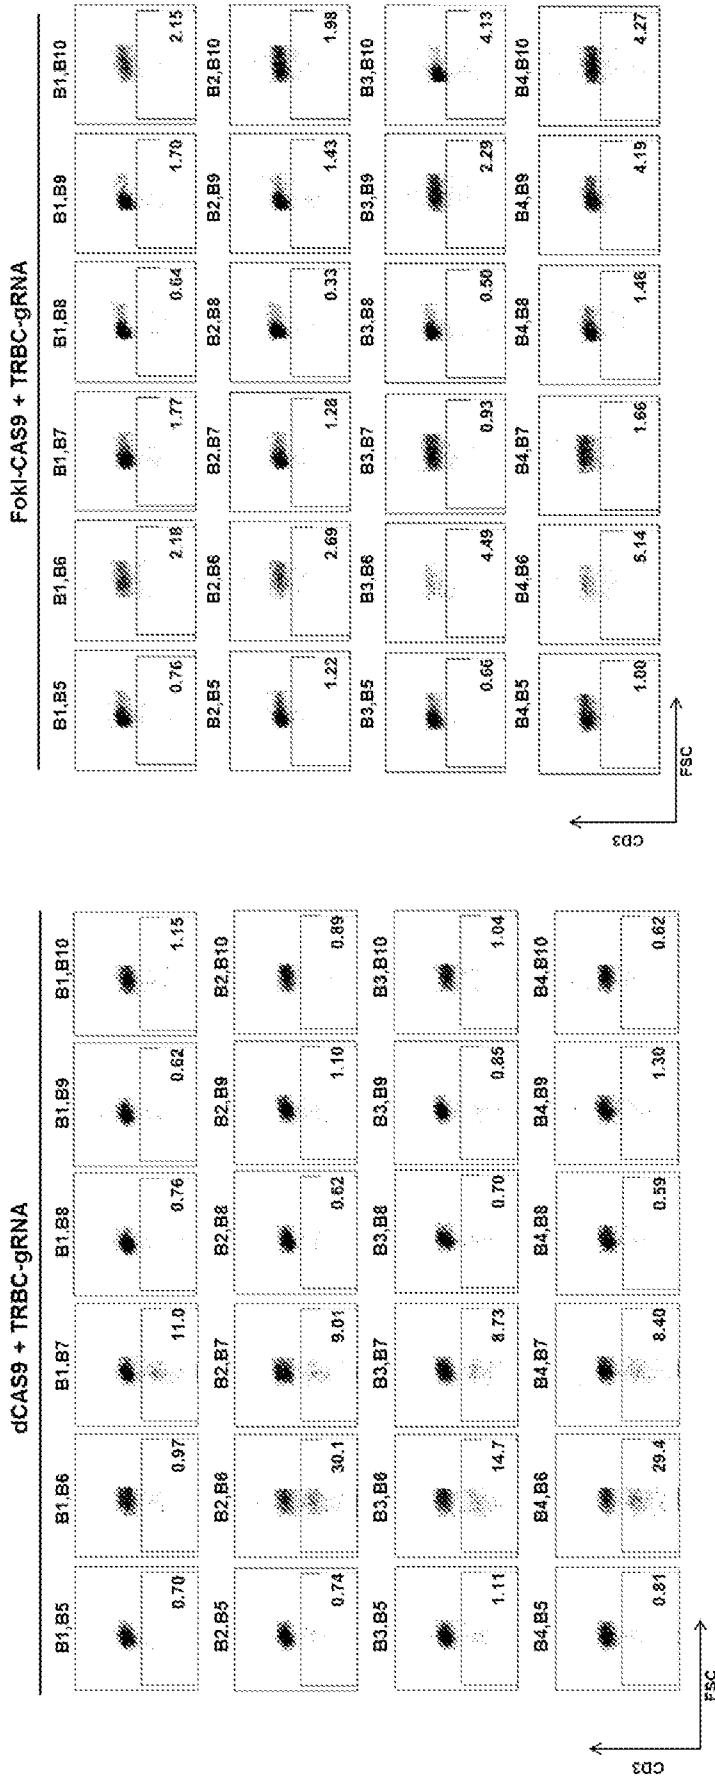 dCAS9 + TRBC-gRNA
B1,B5 B1,B6 B1,B7 B1,B8 B1,B9 B1,B10
0.70 0.97 11.0 0.76 0.62 1.15
B2,B5 B2,B6 B2,B7 B2,B8 B2,B9 B2,B10
0.74 30.1 9.01 0.62 1.10 0.89
B3,B5 B3,B6 B3,B7 B3,B8 B3,B9 B3,B10
1.11 14.7 8.73 0.70 0.85 1.04
B4,B5 B4,B6 B4,B7 B4,B8 B4,B9 B4,B10
0.81 29.4 8.40 0.59 1.30 0.62
CD3
FSC
FokI-CAS9 + TRBC-gRNA
B1,B5 B1,B6 B1,B7 B1,B8 B1,B9 B1,B10
0.76 2.18 1.77 0.64 1.70 2.15
B2,B5 B2,B6 B2,B7 B2,B8 B2,B9 B2,B10
1.22 2.69 1.28 0.33 1.43 1.98
B3,B5 B3,B6 B3,B7 B3,B8 B3,B9 B3,B10
0.66 4.49 0.93 0.50 2.29 4.13
B4,B5 B4,B6 B4,B7 B4,B8 B4,B9 B4,B10
1.00 5.14 1.66 1.46 4.19 4.27
CD3
FSC